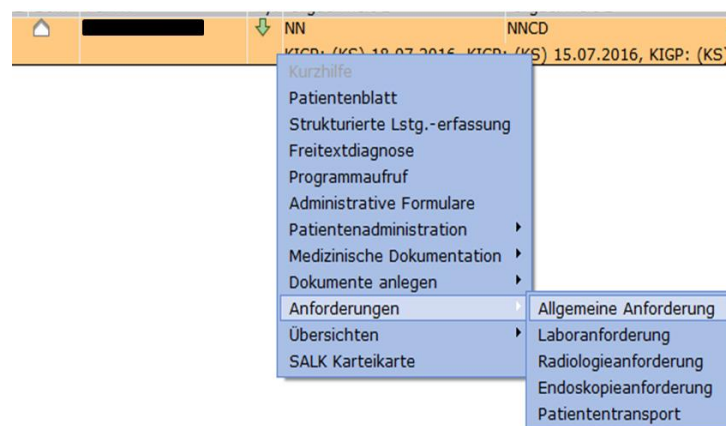 NN NNCD
KIGP: (KS) 18.07.2016, KIGP: (KS) 15.07.2016, KIGP: (KS)
Kurzhilfe
Patientenblatt
Strukturierte Lstg.-erfassung
Freitextdiagnose
Programmaufruf
Administrative Formulare
Patientenadministration
Medizinische Dokumentation
Dokumente anlegen
Anforderungen
Übersichten
SALK Karteikarte
Allgemeine Anforderung
Laboranforderung
Radiologieanforderung
Endoskopieanforderung
Patiententransport